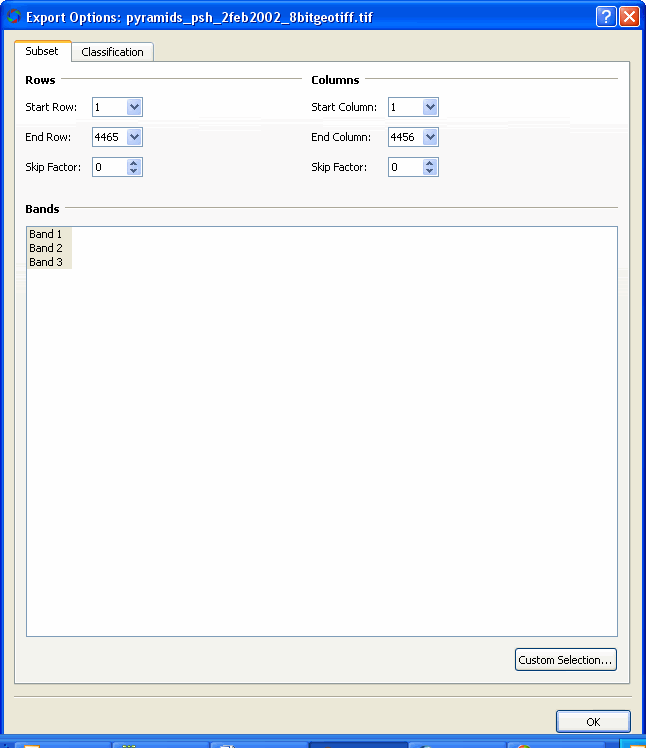 Export Options: pyramids_psh_2feb2002_8bitgeotiff.tif
Subset Classification
Rows Columns
Start Row: 1 Start Column: 1
End Row: 4465 End Column: 4456
Skip Factor: 0 Skip Factor: 0
Bands
Band 1
Band 2
Band 3
Custom Selection...
OK